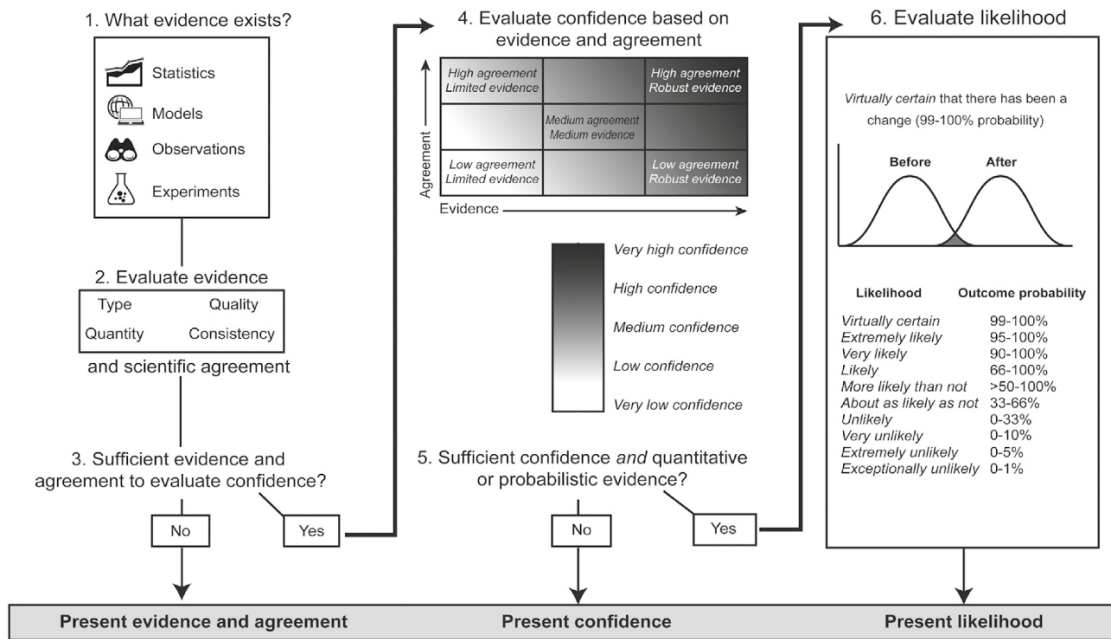 1. What evidence exists?
Statistics
Models
Observations
Experiments
2. Evaluate evidence
Type Quality
Quantity Consistency
and scientific agreement
3. Sufficient evidence and
agreement to evaluate confidence?
No
Yes
Present evidence and agreement
4. Evaluate confidence based on
evidence and agreement
Agreement
High agreement
Limited evidence
High agreement
Robust evidence
Medium agreement
Medium evidence
Low agreement
Limited evidence
Low agreement
Robust evidence
Evidence
Very high confidence
High confidence
Medium confidence
Low confidence
Very low confidence
5. Sufficient confidence and quantitative
or probabilistic evidence?
No
Yes
Present confidence
6. Evaluate likelihood
Virtually certain that there has been a
change (99-100% probability)
Before After
Likelihood Outcome probability
Virtually certain 99-100%
Extremely likely 95-100%
Very likely 90-100%
Likely 66-100%
More likely than not >50-100%
About as likely as not 33-66%
Unlikely 0-33%
Very unlikely 0-10%
Extremely unlikely 0-5%
Exceptionally unlikely 0-1%
Present likelihood